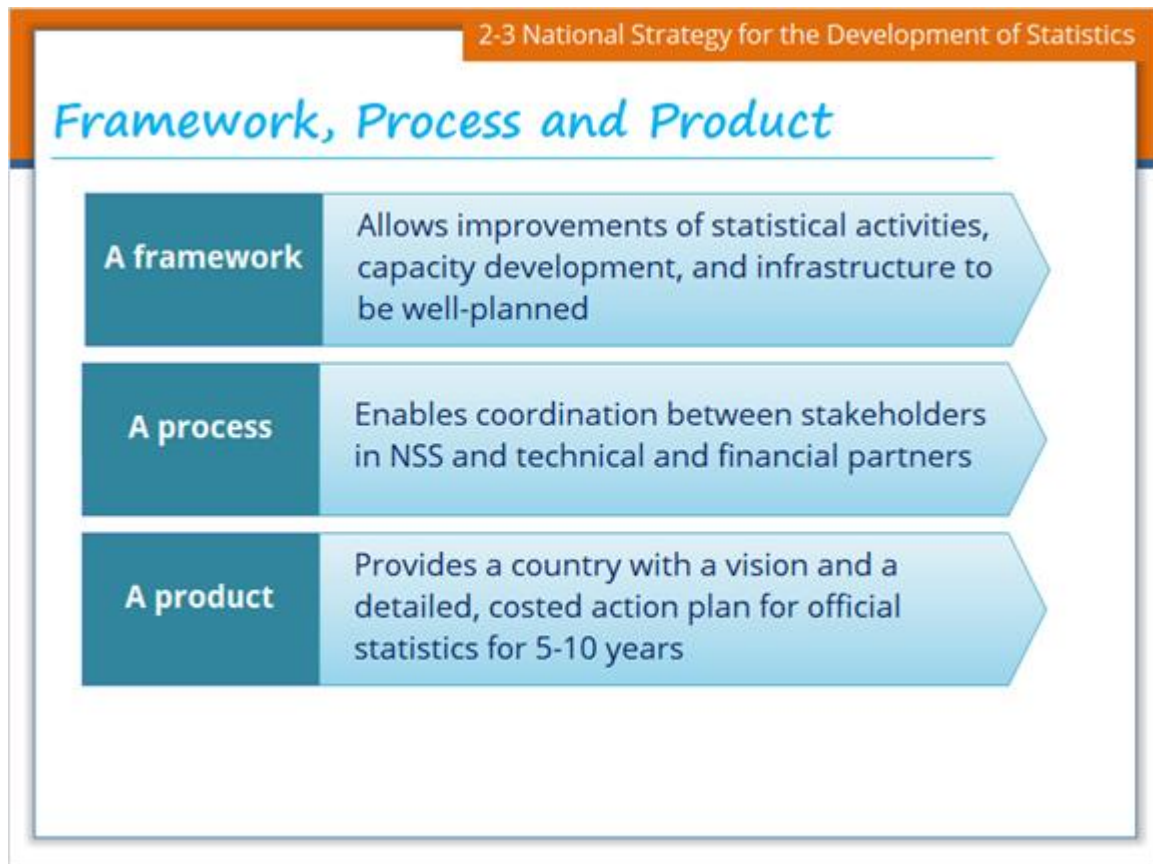 2-3 National Strategy for the Development of Statistics
Framework, Process and Product
A framework
Allows improvements of statistical activities,
capacity development, and infrastructure to
be well-planned
A process
Enables coordination between stakeholders
in NSS and technical and financial partners
A product
Provides a country with a vision and a
detailed, costed action plan for official
statistics for 5-10 years